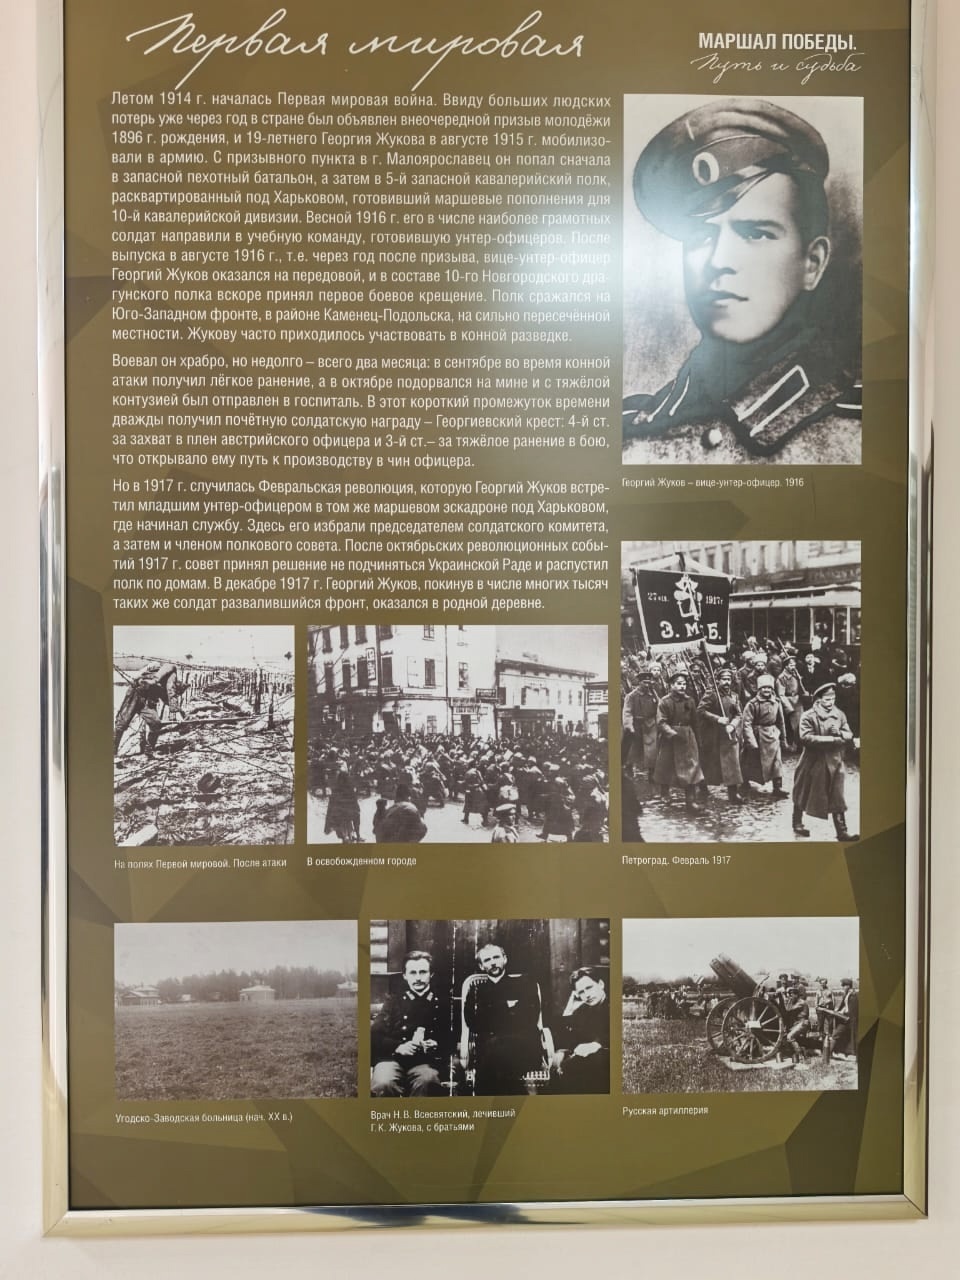 Первая мировая
МАРШАЛ ПОБЕДЫ.
Путь и судьба
Летом 1914 г. началась Первая мировая война. Ввиду больших людских
потерь уже через год в стране был объявлен внеочередной призыв молодёжи
1896 г. рождения, и 19-летнего Георгия Жукова в августе 1915 г. мобилизо-
вали в армию. С призывного пункта в г. Малоярославец он попал сначала
в запасной пехотный батальон, а затем в 5-й запасной кавалерийский полк,
расквартированный под Харьковом, готовивший маршевые пополнения для
10-й кавалерийской дивизии. Весной 1916 г. его в числе наиболее грамотных
солдат направили в учебную команду, готовившую унтер-офицеров. После
выпуска в августе 1916 г., т.е. через год после призыва, вице-унтер-офицер
Георгий Жуков оказался на передовой, и в составе 10-го Новгородского дра-
гунского полка вскоре принял первое боевое крещение. Полк сражался на
Юго-Западном фронте, в районе Каменец-Подольска, на сильно пересечённой
местности. Жукову часто приходилось участвовать в конной разведке.
Воевал он храбро, но недолго – всего два месяца: в сентябре во время конной
атаки получил лёгкое ранение, а в октябре подорвался на мине и с тяжёлой
контузией был отправлен в госпиталь. В этот короткий промежуток времени
дважды получил почётную солдатскую награду – Георгиевский крест: 4-й ст.
за захват в плен австрийского офицера и 3-й ст.– за тяжёлое ранение в бою,
что открывало ему путь к производству в чин офицера.
Но в 1917 г. случилась Февральская революция, которую Георгий Жуков встре-
тил младшим унтер-офицером в том же маршевом эскадроне под Харьковом,
где начинал службу. Здесь его избрали председателем солдатского комитета,
а затем и членом полкового совета. После октябрьских революционных собы-
тий 1917 г. совет принял решение не подчиняться Украинской Раде и распустил
полк по домам. В декабре 1917 г. Георгий Жуков, покинув в числе многих тысяч
таких же солдат развалившийся фронт, оказался в родной деревне.
Георгий Жуков – вице-унтер-офицер. 1916
1917г.
З.М.Б.
На полях Первой мировой. После атаки
В освобожденном городе
Петроград. Февраль 1917
Угодско-Заводская больница (нач. XX в.)
Врач Н.В. Всесвятский, лечивший
Г.К. Жукова, с братьями
Русская артиллерия